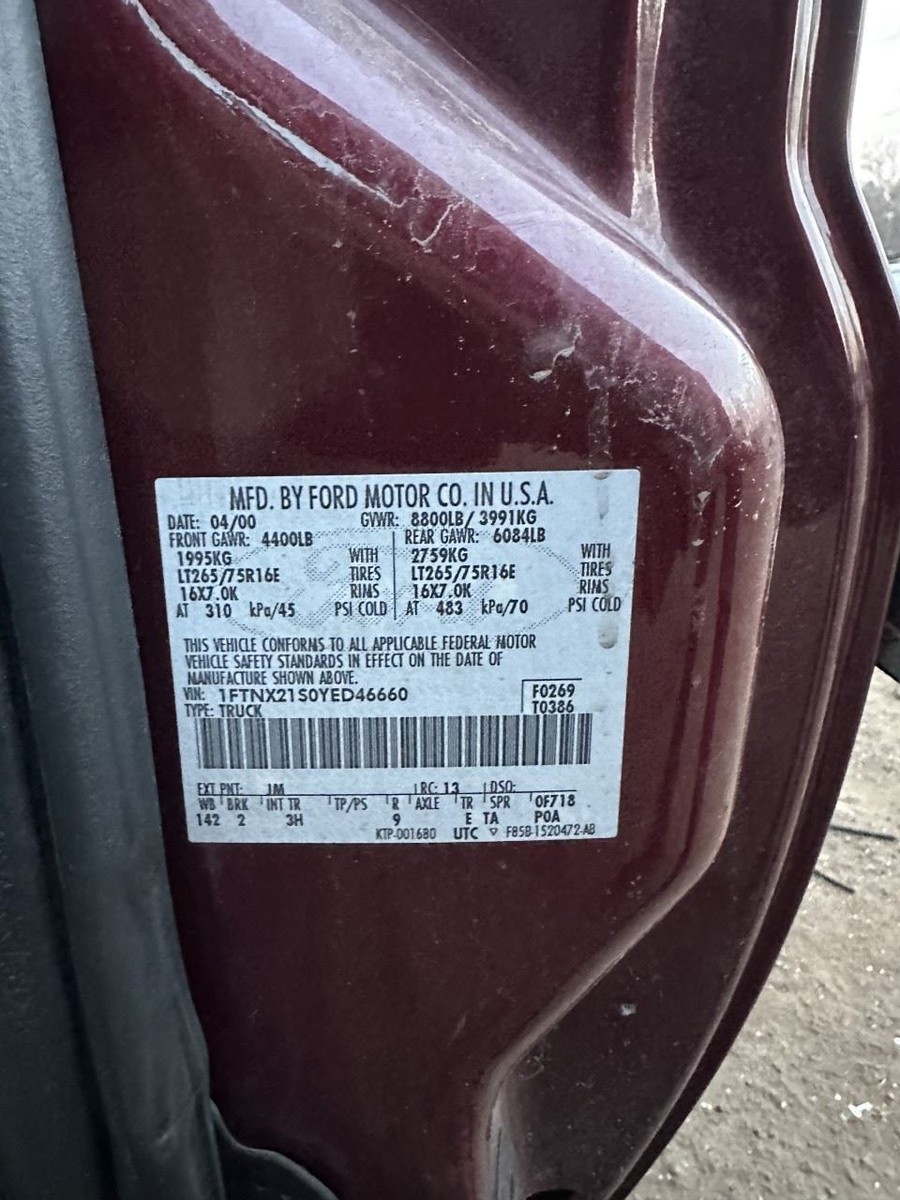 MFD. BY FORD MOTOR CO. IN U.S.A.
DATE: 04/00 GVWR: 8800LB/ 3991KG
FRONT GAWR: 4400LB REAR GAWR: 6084LB
1995KG WITH 2759KG WITH
LT265/75R16E TIRES LT265/75R16E TIRES
16X7.0K RIMS 16X7.0K RIMS
AT 310 kPa/45 PSI COLD AT 483 kPa/70 PSI COLD
THIS VEHICLE CONFORMS TO ALL APPLICABLE FEDERAL MOTOR
VEHICLE SAFETY STANDARDS IN EFFECT ON THE DATE OF
MANUFACTURE SHOWN ABOVE.
VIN: 1FTNX21S0YED46660 F0269
TYPE: TRUCK T0386
EXT PNT: JM RC: 13 DSO:
WB BRK INT TR TP/PS R AXLE TR SPR 0F718
142 2 3H 9 E TA POA
KTP-001680 UTC ▽ F85B-1520472-AB